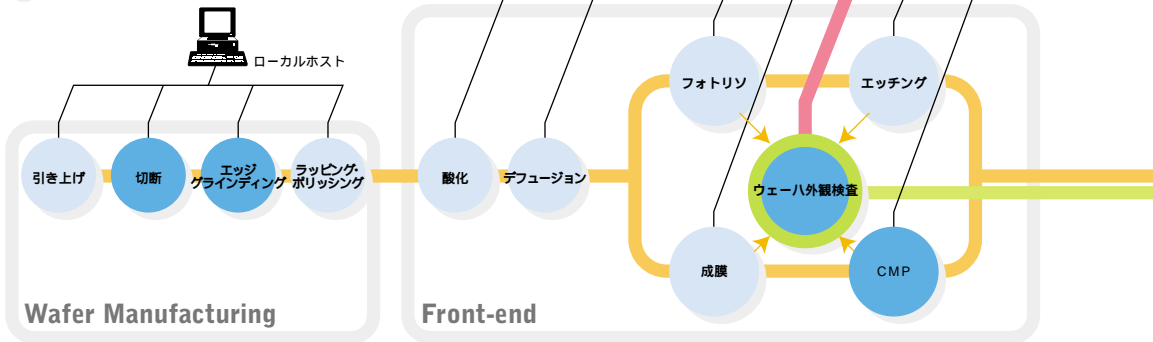 ローカルホスト
引き上げ
切断
エッジ
グラインディング
ラッピング・
ポリッシング
酸化
デフュージョン
フォトリソ
エッチング
ウェーハ外観検査
成膜
CMP
Wafer Manufacturing
Front-end